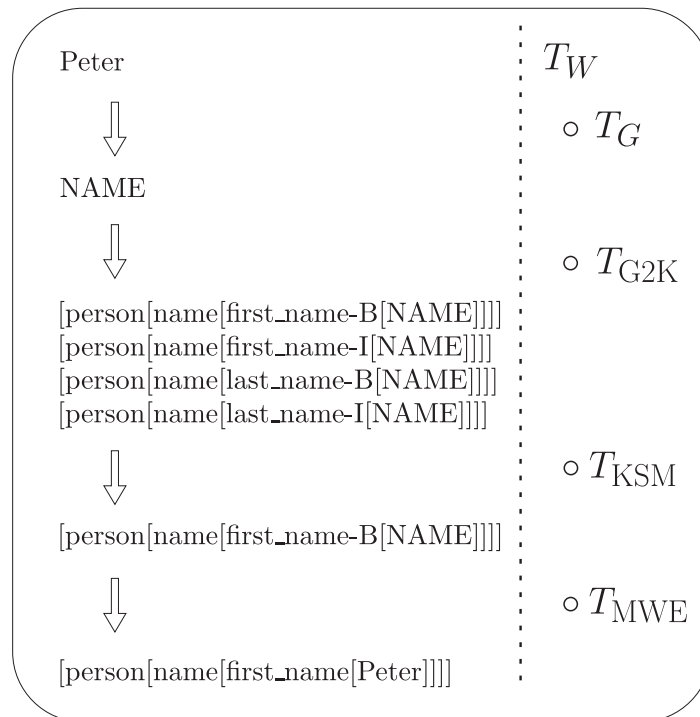 Peter
T_W
∘ T_G
NAME
∘ T_G2K
[person[name[first_name-B[NAME]]]]
[person[name[first_name-I[NAME]]]]
[person[name[last_name-B[NAME]]]]
[person[name[last_name-I[NAME]]]]
∘ T_KSM
[person[name[first_name-B[NAME]]]]
∘ T_MWE
[person[name[first_name[Peter]]]]